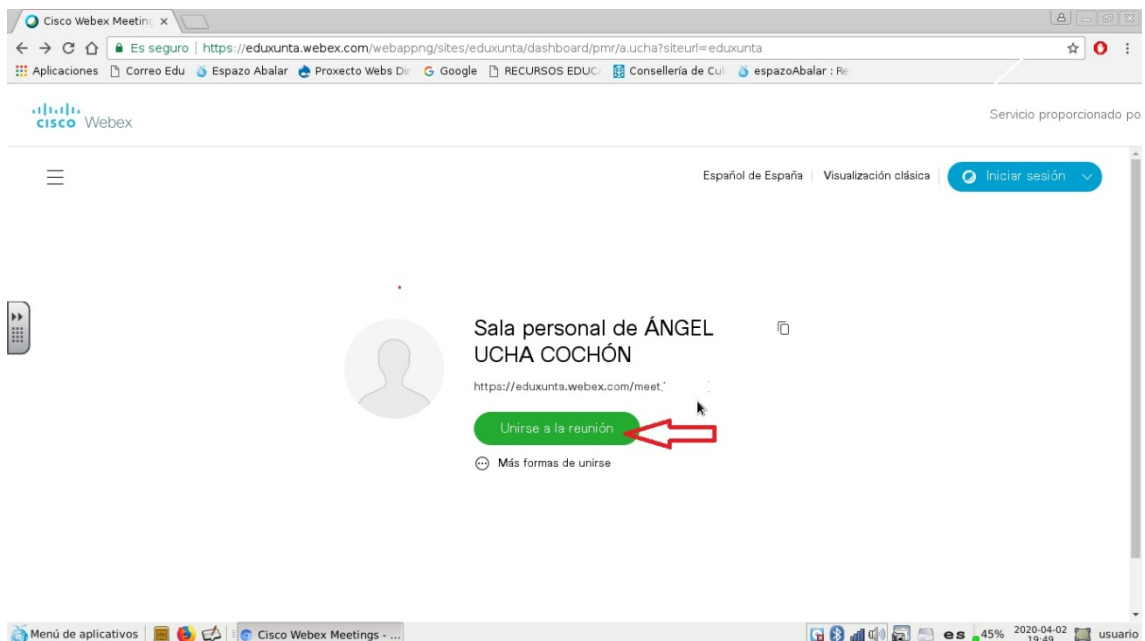 Cisco Webex Meeting
Es seguro | https://eduxunta.webex.com/webappng/sites/eduxunta/dashboard/pmr/a.ucha?siteurl=eduxunta
Aplicaciones Correo Edu Espazo Abalar Proxecto Webs Din Google RECURSOS EDUCA Consellería de Cul espazoAbalar : Re
cisco Webex
Servicio proporcionado po
Español de España Visualización clásica Iniciar sesión
Sala personal de ÁNGEL
UCHA COCHÓN
https://eduxunta.webex.com/meet
Unirse a la reunión
Más formas de unirse
Menú de aplicativos Cisco Webex Meetings - ... es 45% 2020-04-02 usuario
19:49